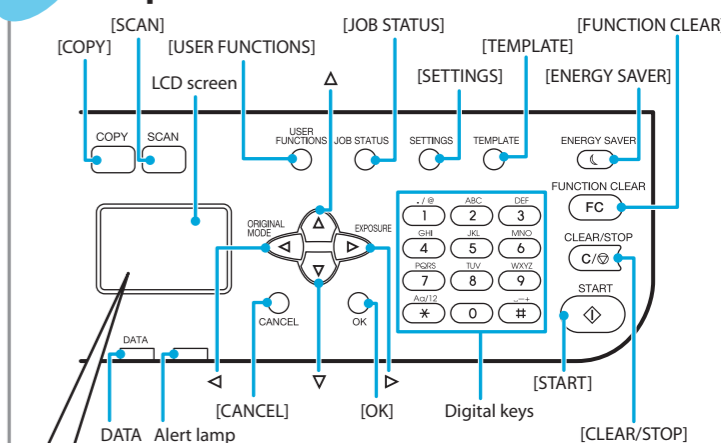 [SCAN]
[JOB STATUS]
[FUNCTION CLEAR]
[COPY]
[USER FUNCTIONS]
[TEMPLATE]
LCD screen
△
[SETTINGS]
[ENERGY SAVER]
COPY
SCAN
USER
FUNCTIONS
JOB STATUS
SETTINGS
TEMPLATE
ENERGY SAVER
FUNCTION CLEAR
FC
ORIGINAL
MODE
EXPOSURE
./@
ABC
DEF
1
2
3
GHI
JKL
MNO
4
5
6
PQRS
TUV
WXYZ
7
8
9
Aa/12
_-+
*
0
#
CLEAR/STOP
C/
START
CANCEL
OK
DATA
◁
▽
▷
[START]
[CANCEL]
[OK]
Digital keys
DATA
Alert lamp
[CLEAR/STOP]